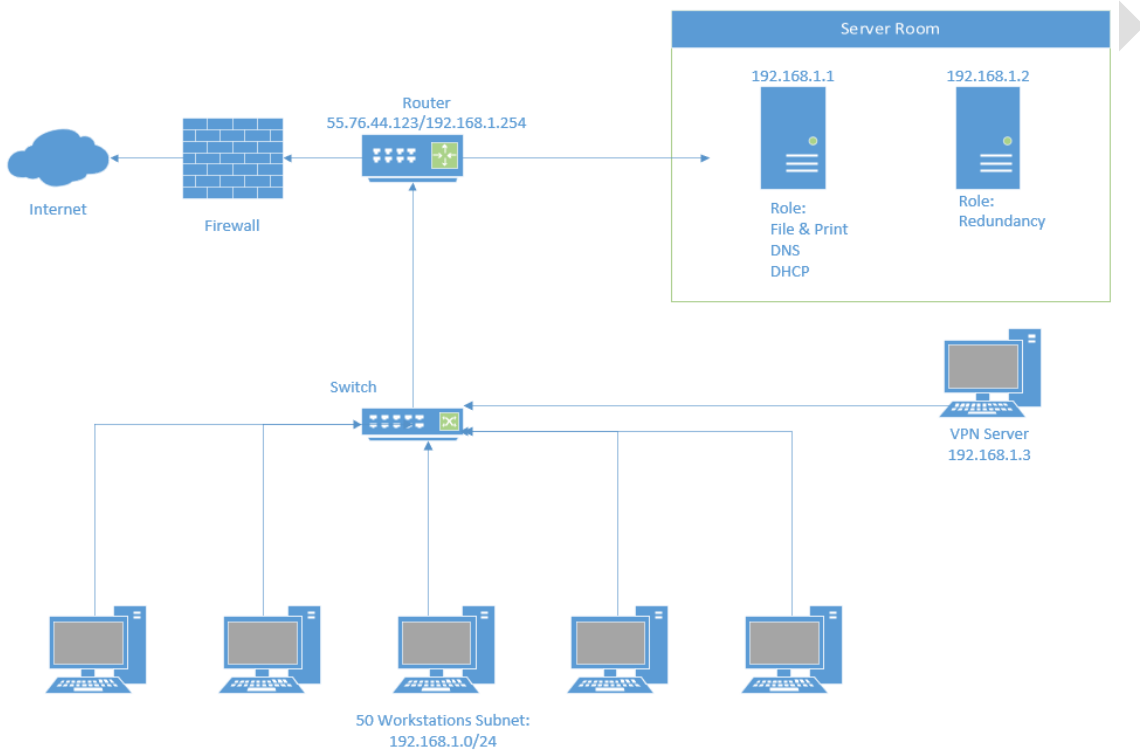 Server Room
192.168.1.1
192.168.1.2
Router
55.76.44.123/192.168.1.254
Internet
Firewall
Role:
File & Print
DNS
DHCP
Role:
Redundancy
Switch
VPN Server
192.168.1.3
50 Workstations Subnet:
192.168.1.0/24